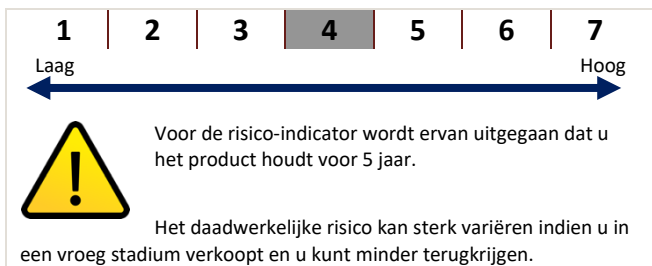 1 2 3 4 5 6 7
Laag Hoog
Voor de risico-indicator wordt ervan uitgegaan dat u
het product houdt voor 5 jaar.
Het daadwerkelijke risico kan sterk variëren indien u in
een vroeg stadium verkoopt en u kunt minder terugkrijgen.